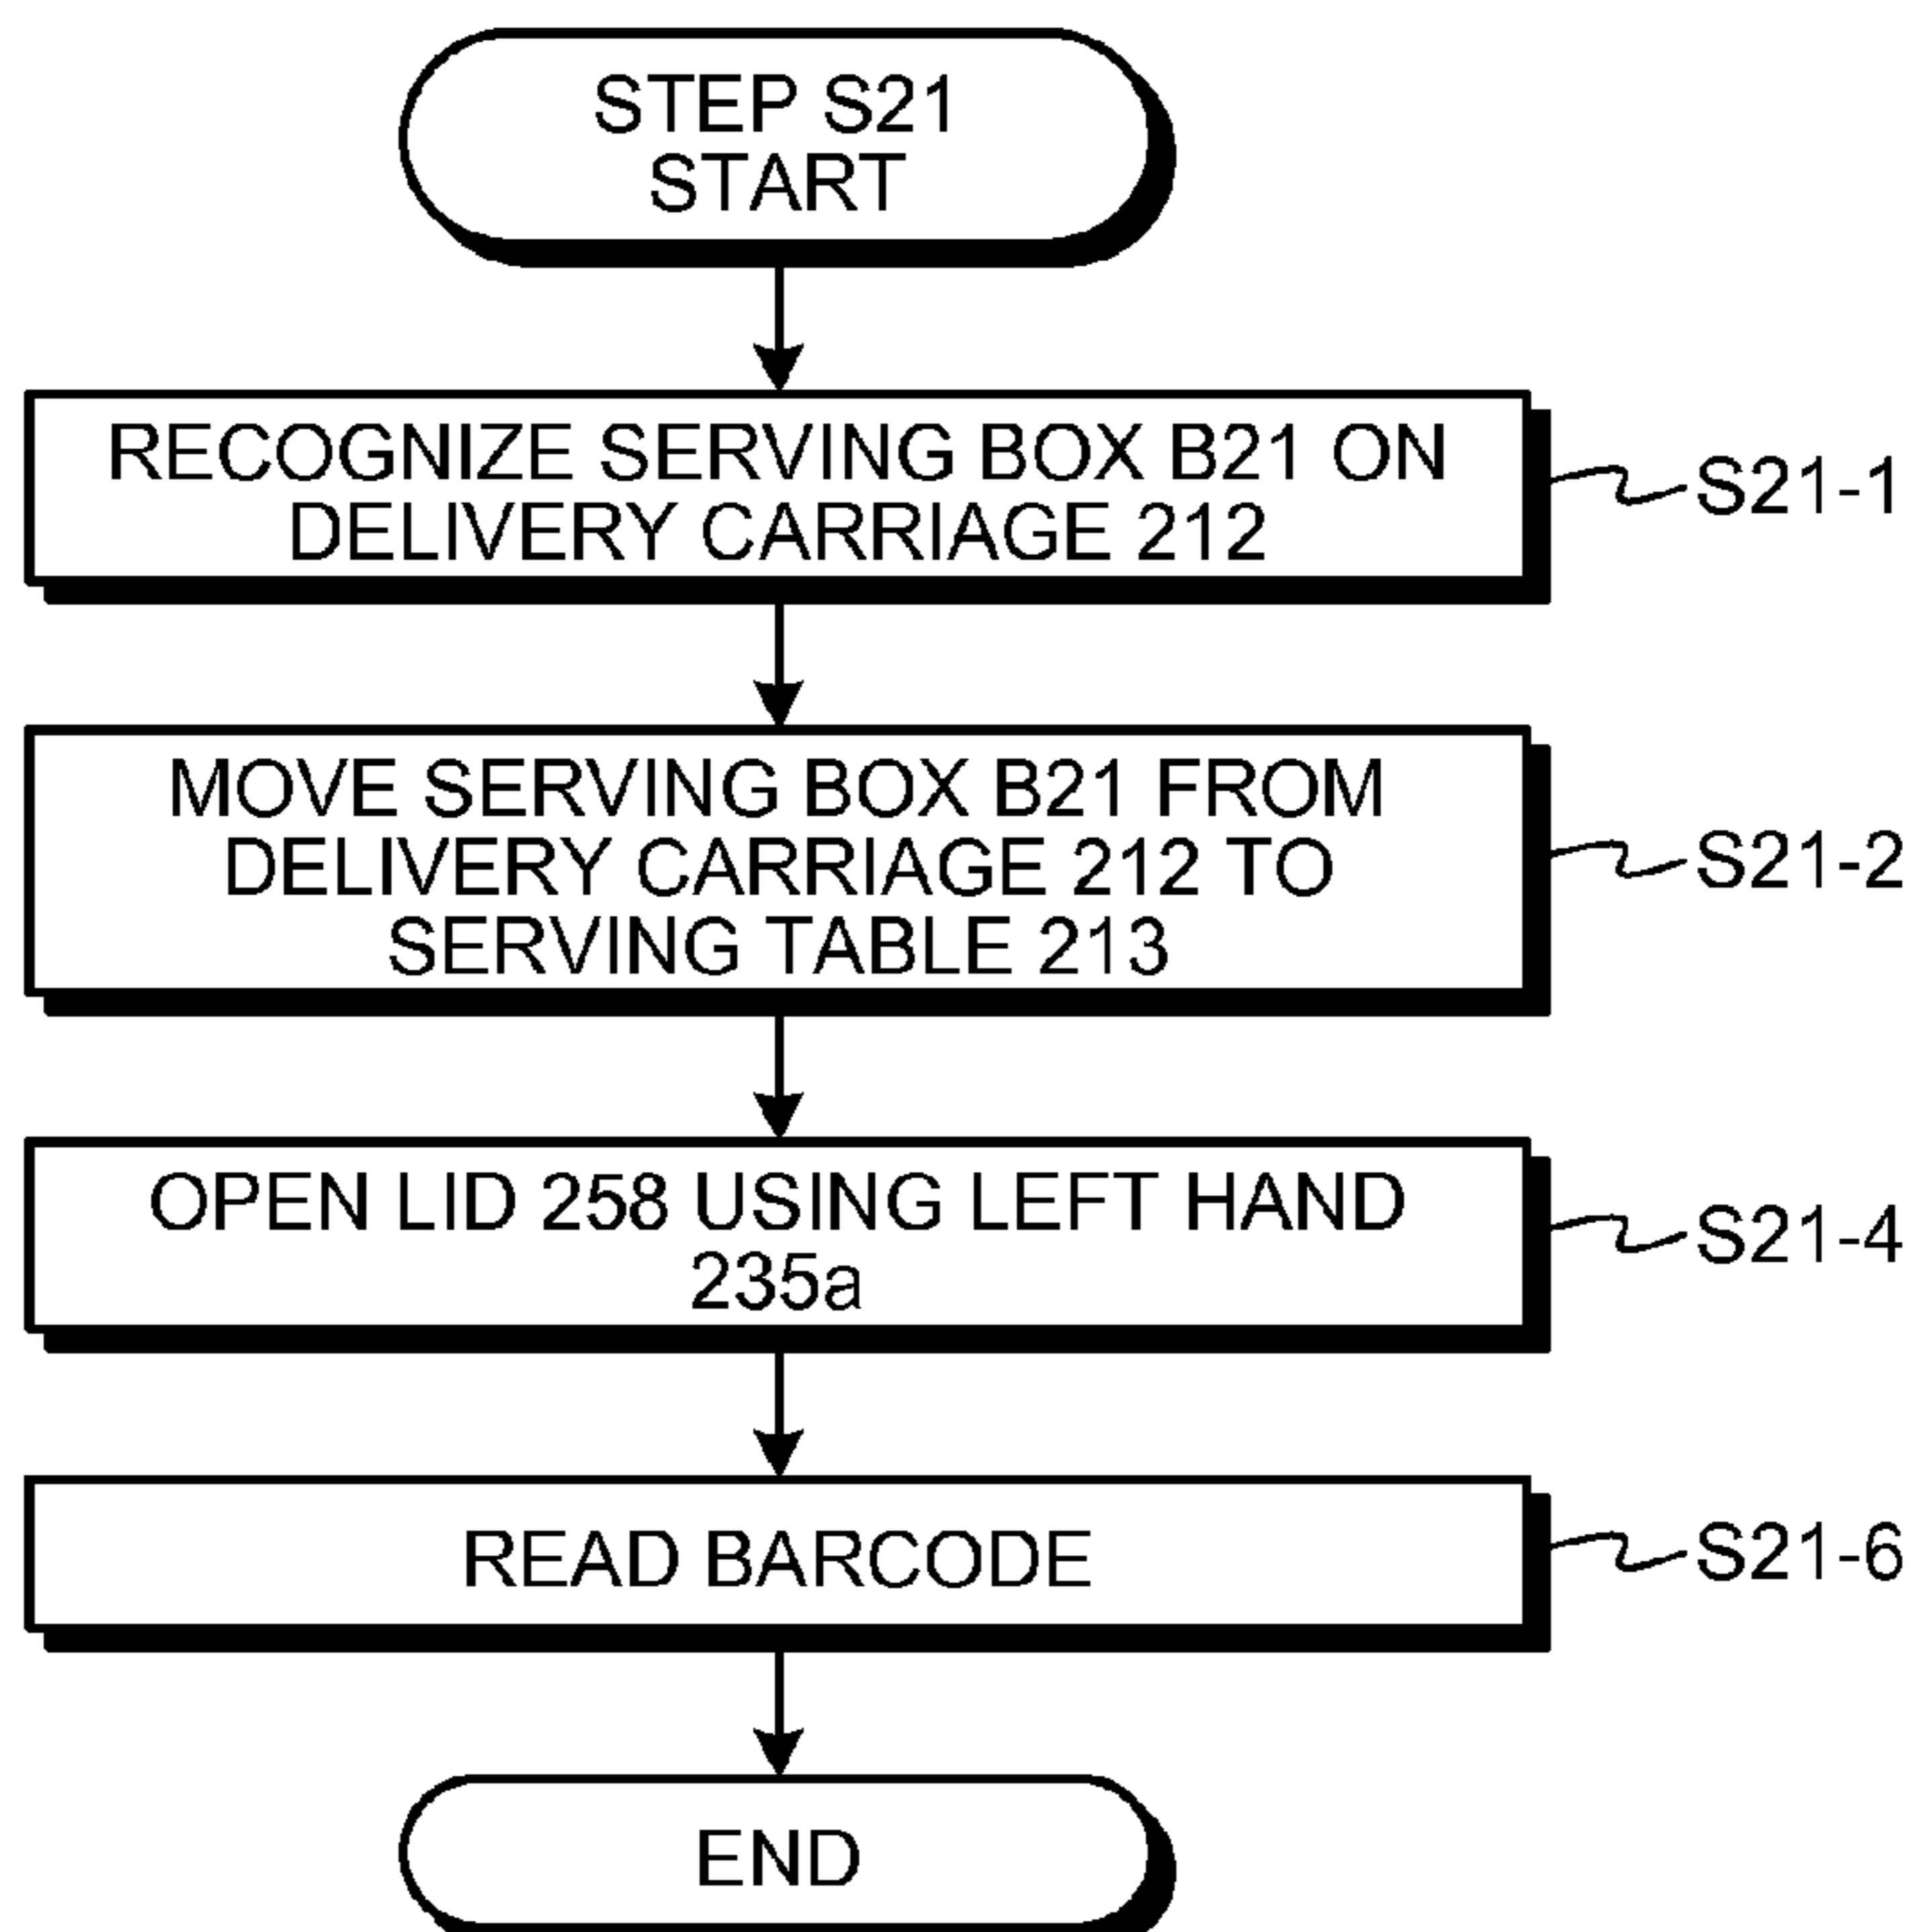 STEP S21
START
RECOGNIZE SERVING BOX B21 ON
DELIVERY CARRIAGE 212
S21-1
MOVE SERVING BOX B21 FROM
DELIVERY CARRIAGE 212 TO
SERVING TABLE 213
S21-2
OPEN LID 258 USING LEFT HAND
235a
S21-4
READ BARCODE
S21-6
END